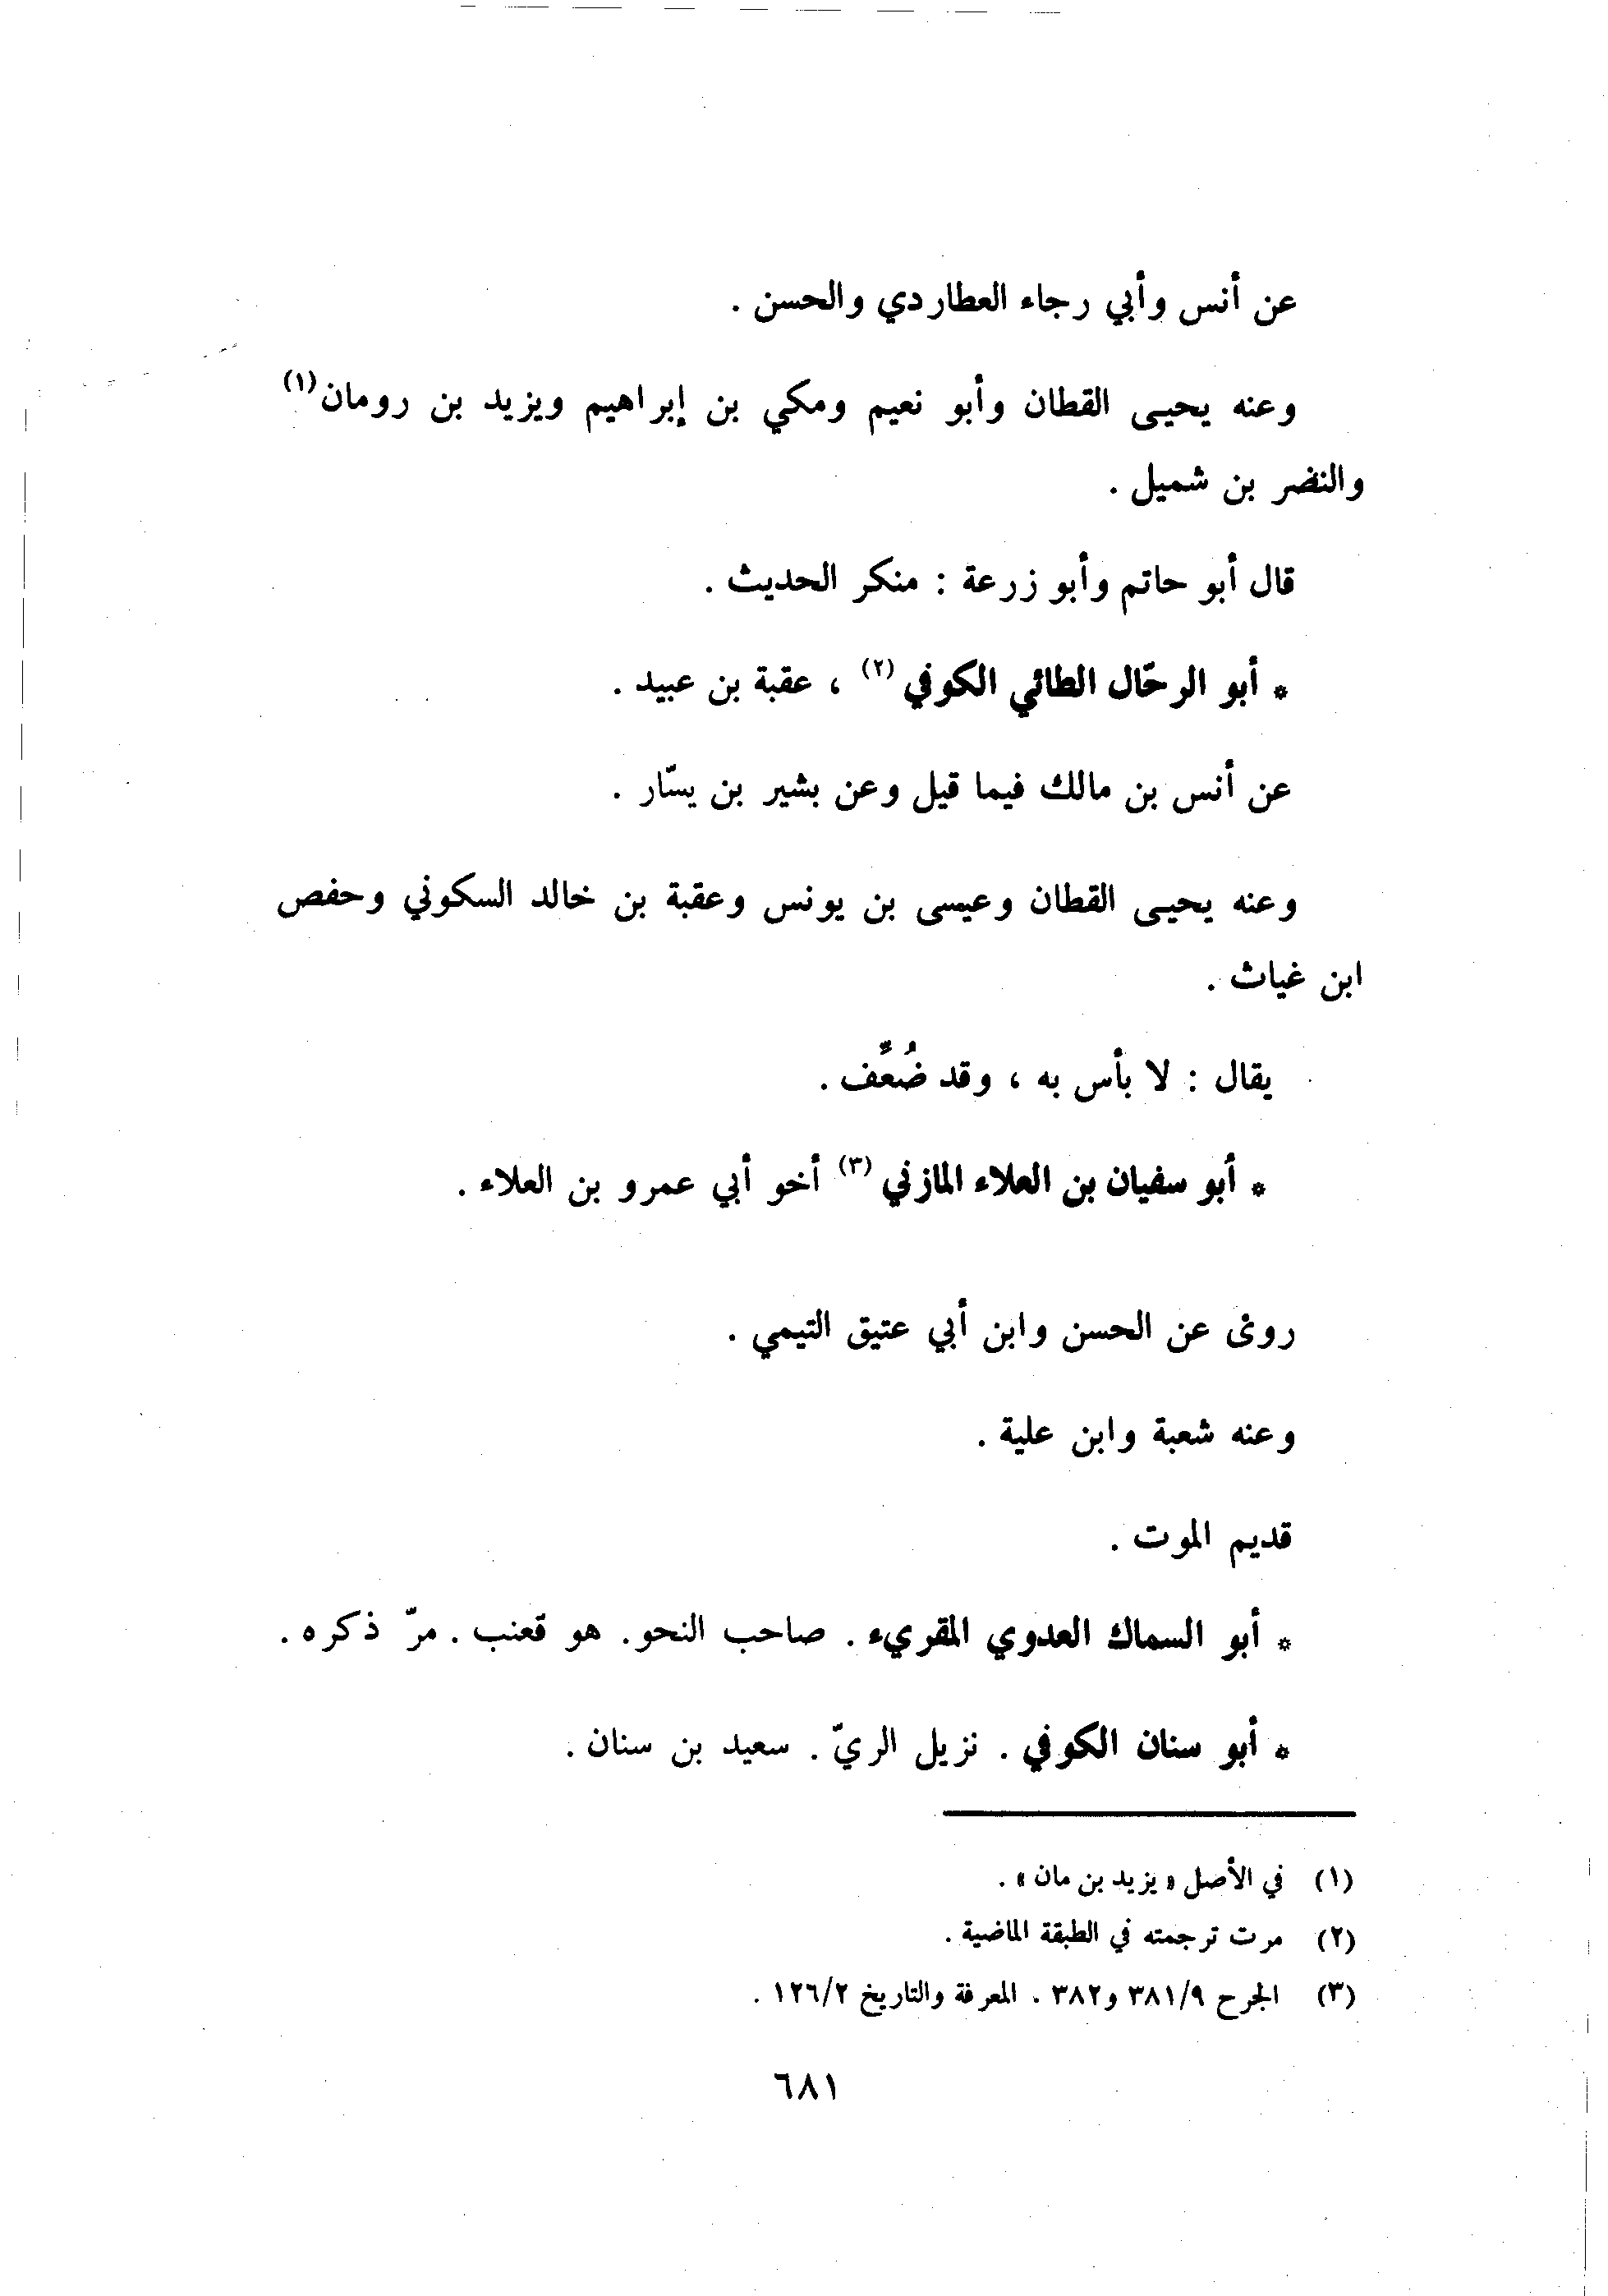 عن أنس وأبي رجاء العطاردي والحسن .
وعنه يحيى القطان وأبو نعيم ومكي بن إبراهيم ويزيد بن رومان (١)
والنضر بن شميل .
قال أبو حاتم وأبو زرعة : منكر الحديث .
* أبو الرحّال الطائي الكوفي (٢) ، عقبة بن عبيد .
عن أنس بن مالك فيما قيل وعن بشير بن يسّار .
وعنه يحيى القطان وعيسى بن يونس وعقبة بن خالد السكوني وحفص
ابن غياث .
يقال : لا بأس به ، وقد ضُعِّف .
* أبو سفيان بن العلاء المازني (٣) أخو أبي عمرو بن العلاء .
روى عن الحسن وابن أبي عتيق التيمي .
وعنه شعبة وابن علية .
قديم الموت .
* أبو السماك العدوي المقريء . صاحب النحو . هو قعنب . مرّ ذكره .
* أبو سنان الكوفي . نزيل الريّ . سعيد بن سنان .
(١) في الأصل « يزيد بن مان » .
(٢) مرت ترجمته في الطبقة الماضية .
(٣) الجرح ٣٨١/٩ و٣٨٢ . المعرفة والتاريخ ١٢٦/٢ .
٦٨١